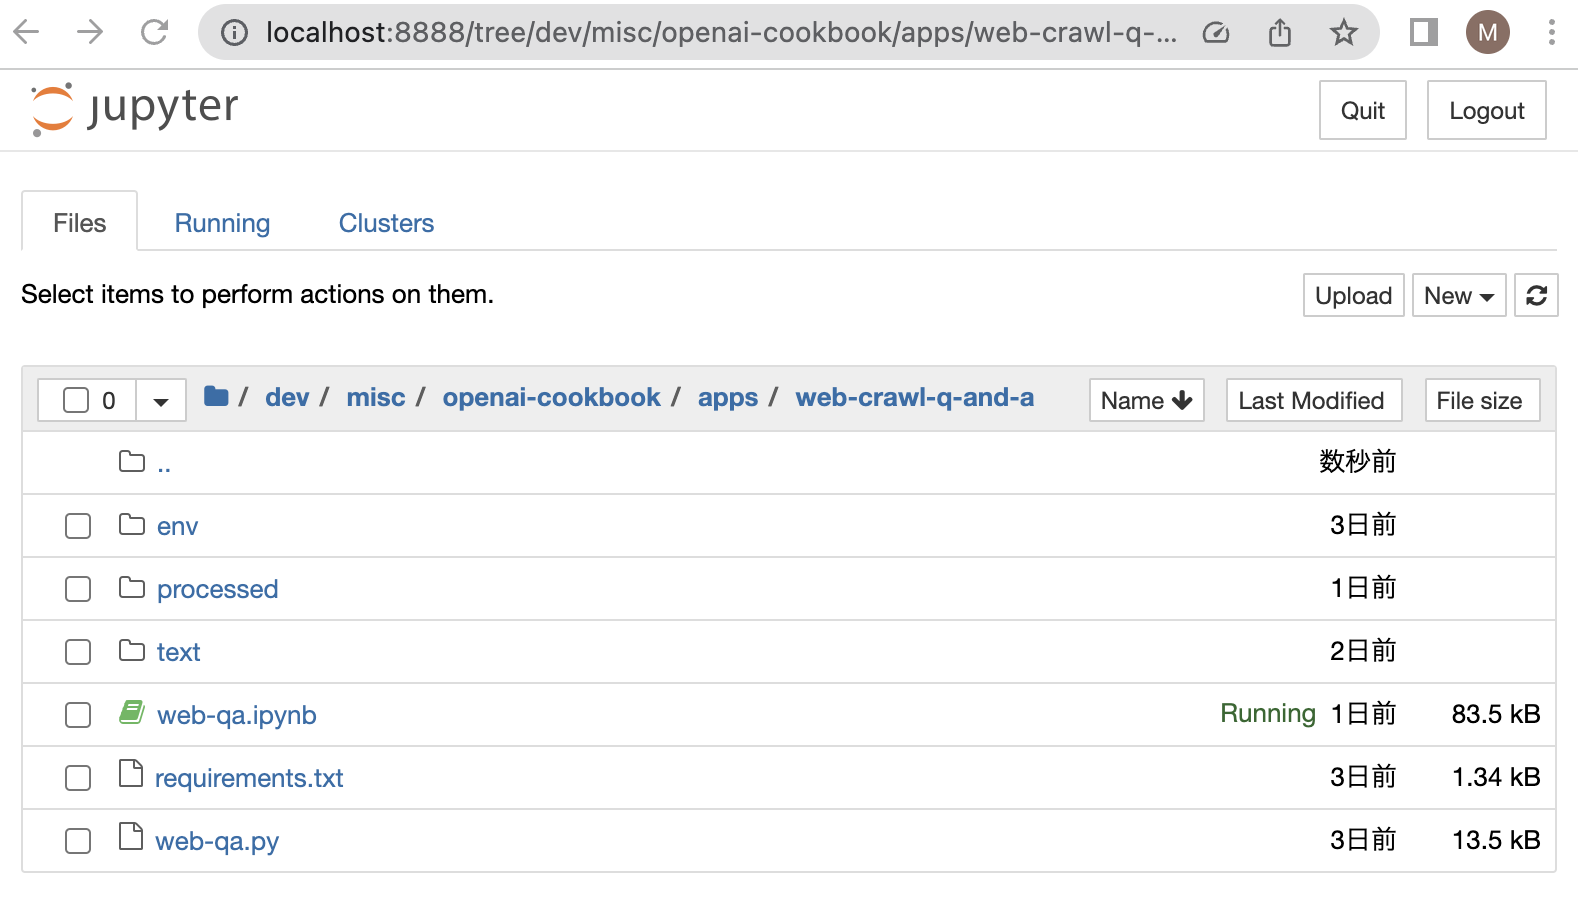 localhost:8888/tree/dev/misc/openai-cookbook/apps/web-crawl-q-... M
jupyter Quit Logout
Files Running Clusters
Select items to perform actions on them. Upload New
0 / dev / misc / openai-cookbook / apps / web-crawl-q-and-a Name Last Modified File size
.. 数秒前
env 3日前
processed 1日前
text 2日前
web-qa.ipynb Running 1日前 83.5 kB
requirements.txt 3日前 1.34 kB
web-qa.py 3日前 13.5 kB